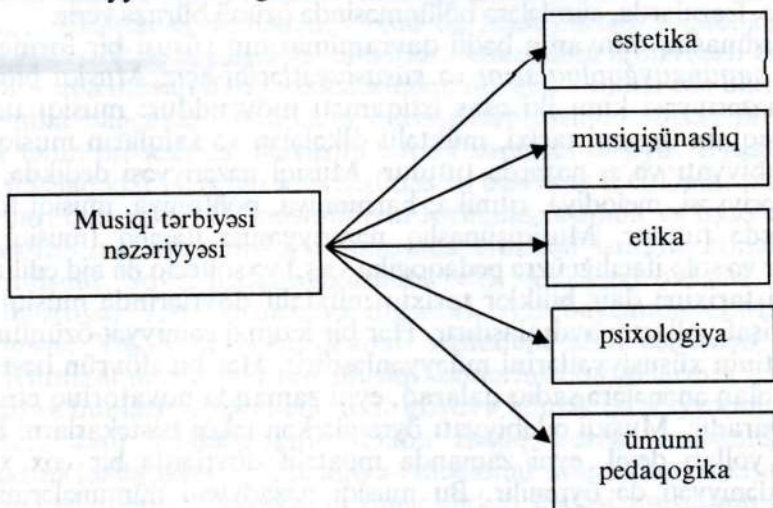 estetika
musiqişünaslıq
Musiqi tərbiyəsi
nəzəriyyəsi
etika
psixologiya
ümumi
pedaqogika